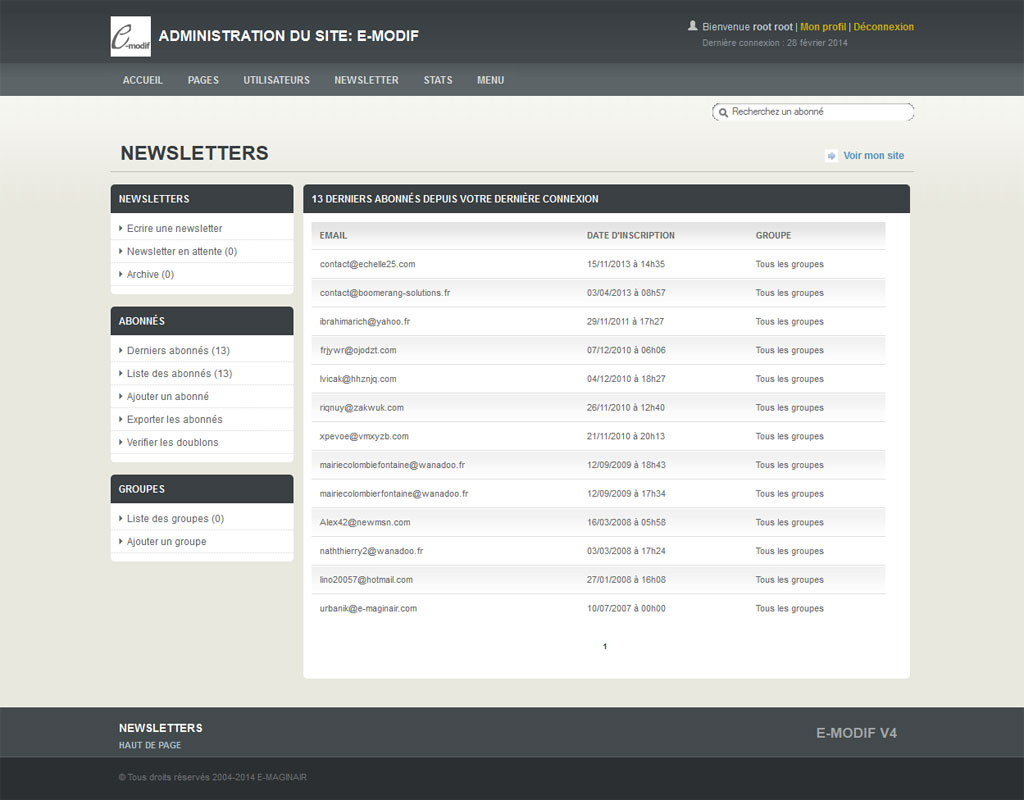 e-modif
ADMINISTRATION DU SITE: E-MODIF
Bienvenue root root | Mon profil | Déconnexion
Dernière connexion : 28 février 2014
ACCUEIL PAGES UTILISATEURS NEWSLETTER STATS MENU
Recherchez un abonné
NEWSLETTERS
Voir mon site
NEWSLETTERS
Ecrire une newsletter
Newsletter en attente (0)
Archive (0)
ABONNÉS
Derniers abonnés (13)
Liste des abonnés (13)
Ajouter un abonné
Exporter les abonnés
Verifier les doublons
GROUPES
Liste des groupes (0)
Ajouter un groupe
13 DERNIERS ABONNÉS DEPUIS VOTRE DERNIÈRE CONNEXION
EMAIL DATE D'INSCRIPTION GROUPE
contact@echelle25.com 15/11/2013 à 14h35 Tous les groupes
contact@boomerang-solutions.fr 03/04/2013 à 08h57 Tous les groupes
ibrahimarich@yahoo.fr 29/11/2011 à 17h27 Tous les groupes
frjywr@ojodzt.com 07/12/2010 à 06h06 Tous les groupes
lvicak@hhznjq.com 04/12/2010 à 18h27 Tous les groupes
riqnuy@zakwuk.com 26/11/2010 à 12h40 Tous les groupes
xpevoe@vmxyzb.com 21/11/2010 à 20h13 Tous les groupes
mairiecolombiefontaine@wanadoo.fr 12/09/2009 à 18h43 Tous les groupes
mairiecolombierfontaine@wanadoo.fr 12/09/2009 à 17h34 Tous les groupes
Alex42@newmsn.com 16/03/2008 à 05h58 Tous les groupes
naththierry2@wanadoo.fr 03/03/2008 à 17h24 Tous les groupes
lino20057@hotmail.com 27/01/2008 à 16h08 Tous les groupes
urbanik@e-maginair.com 10/07/2007 à 00h00 Tous les groupes
1
NEWSLETTERS
HAUT DE PAGE
E-MODIF V4
© Tous droits réservés 2004-2014 E-MAGINAIR